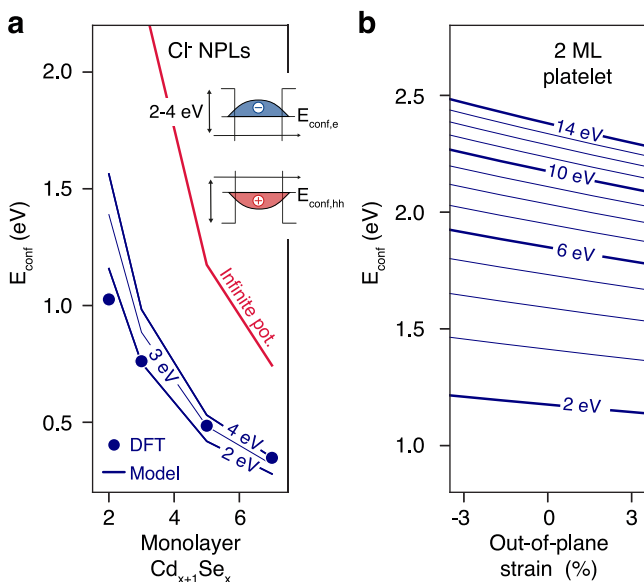 a
Cl⁻ NPLs
2-4 eV
E_conf,e
E_conf,hh
Infinite pot.
3 eV
4 eV
2 eV
DFT
Model
2.0
1.5
1.0
0.5
E_conf (eV)
2 4 6
Monolayer
Cd_x+1Se_x
b
2 ML
platelet
14 eV
10 eV
6 eV
2 eV
2.5
2.0
1.5
1.0
E_conf (eV)
-3 0 3
Out-of-plane
strain (%)